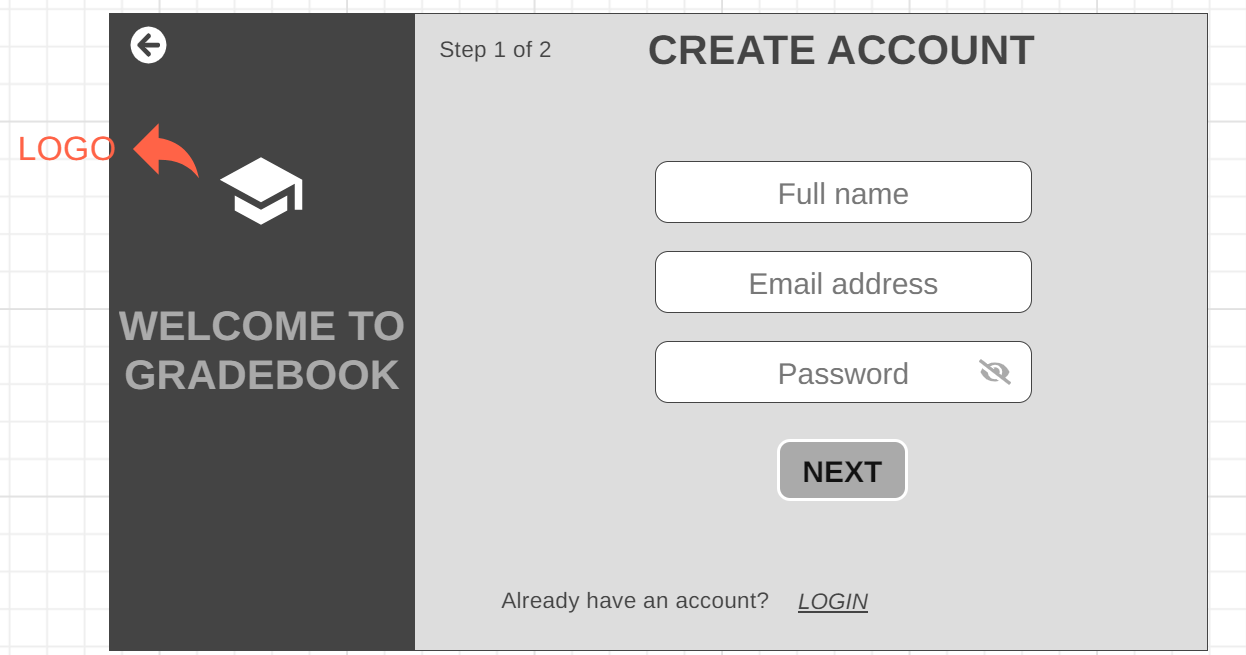 LOGO
WELCOME TO
GRADEBOOK
Step 1 of 2
CREATE ACCOUNT
Full name
Email address
Password
NEXT
Already have an account? LOGIN